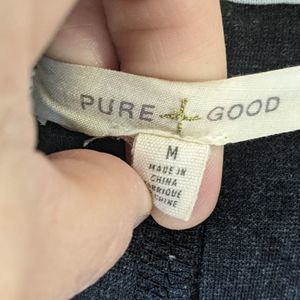 PURE + GOOD
M
MADE IN
CHINA
FABRIQUE
CHINE